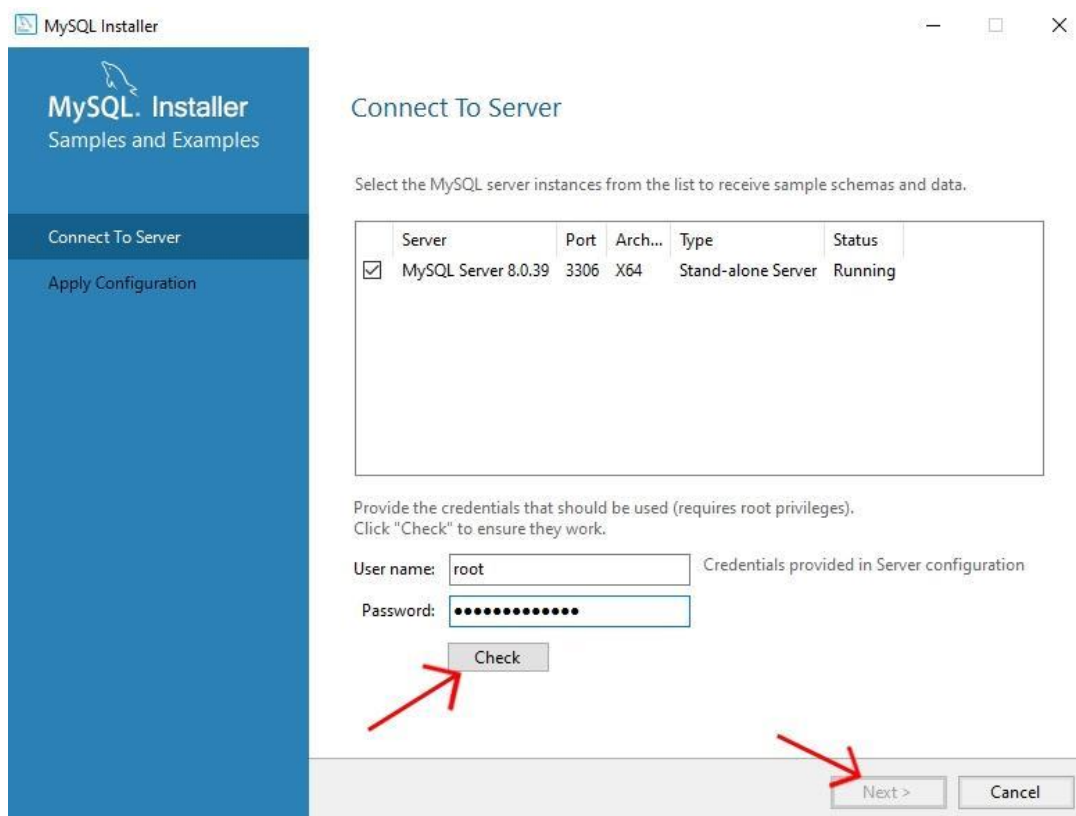 MySQL Installer
MySQL. Installer
Samples and Examples
Connect To Server
Apply Configuration
Connect To Server
Select the MySQL server instances from the list to receive sample schemas and data.
Server Port Arch... Type Status
MySQL Server 8.0.39 3306 X64 Stand-alone Server Running
Provide the credentials that should be used (requires root privileges).
Click "Check" to ensure they work.
User name: root Credentials provided in Server configuration
Password: ●●●●●●●●●●●●●
Check
Next > Cancel